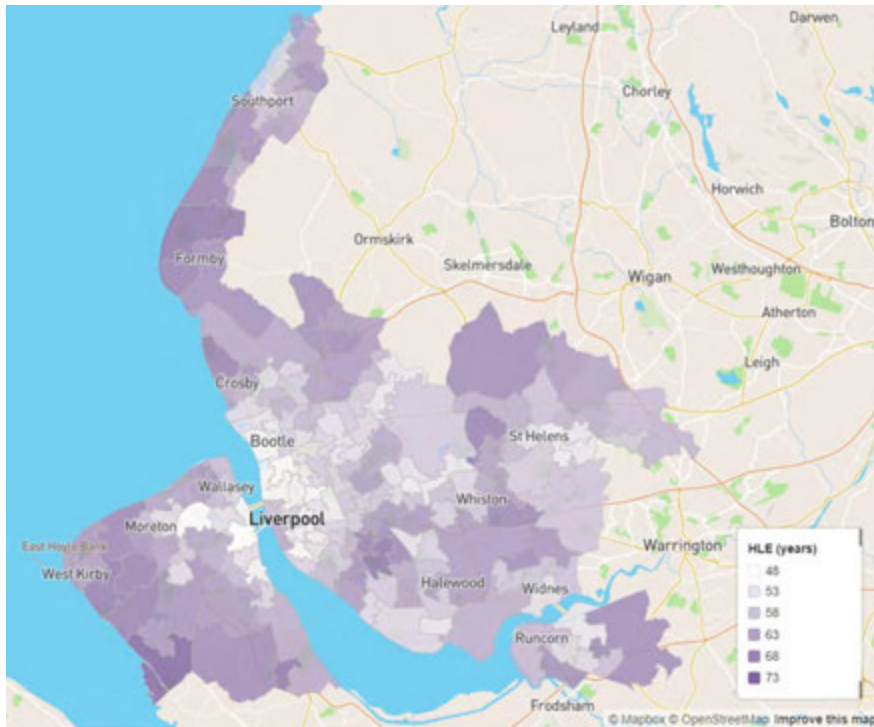 Leyland
Darwen
Chorley
Southport
Horwich
Bolton
Ormskirk
Formby
Skelmersdale
Wigan
Westhoughton
Atherton
Leigh
Crosby
Bootle
St Helens
Wallasey
Whiston
Moreton
Liverpool
East Hoyle Bank
West Kirby
Warrington
Halewood
Widnes
Runcorn
Frodsham
HLE (years)
48
53
58
63
68
73
© Mapbox © OpenStreetMap Improve this map